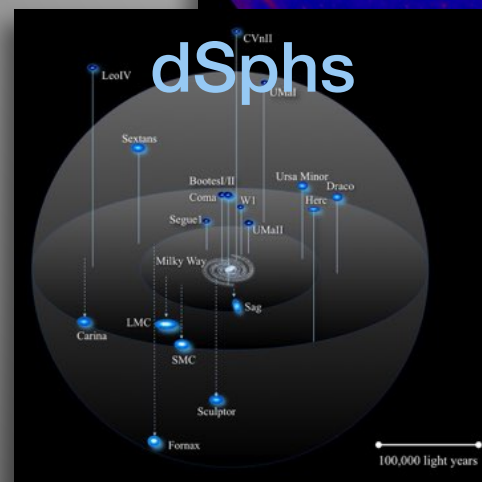 CVnII
dSphs
LeoIV
UMaI
Sextans
BootesI/II
Ursa Minor
Draco
Coma
W1
Herc
Segue1
UMaII
Milky Way
Sag
LMC
Carina
SMC
Sculptor
Fornax
100,000 light years